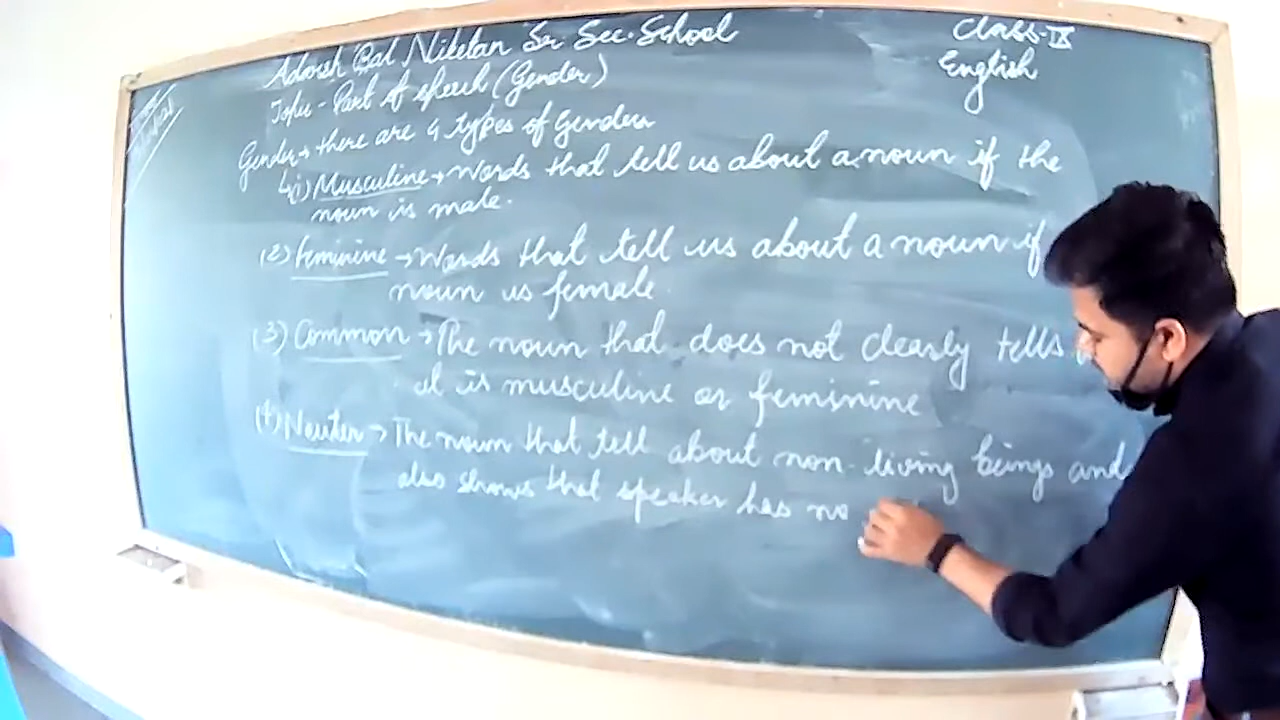 Adarsh Bal Niketan Sr. Sec. School
Class-IX
English
Topic - Part of speech (Gender)
Gender → there are 4 types of Genders
(1) Musculine → Words that tell us about a noun if the
noun is male.
(2) Feminine → Words that tell us about a noun if
noun is female.
(3) Common → The noun that does not clearly tells
it is musculine or feminine
(4) Neuter → The noun that tell about non-living beings and
also shows that speaker has no